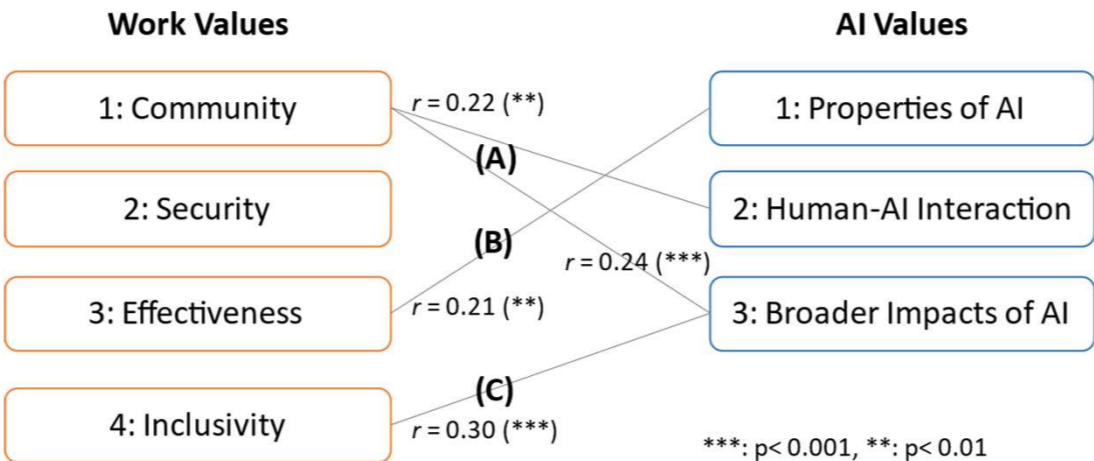 Work Values
AI Values
1: Community
r = 0.22 (**)
1: Properties of AI
(A)
2: Security
2: Human-AI Interaction
(B)
r = 0.24 (***)
3: Effectiveness
r = 0.21 (**)
3: Broader Impacts of AI
(C)
4: Inclusivity
r = 0.30 (***)
***: p< 0.001, **: p< 0.01